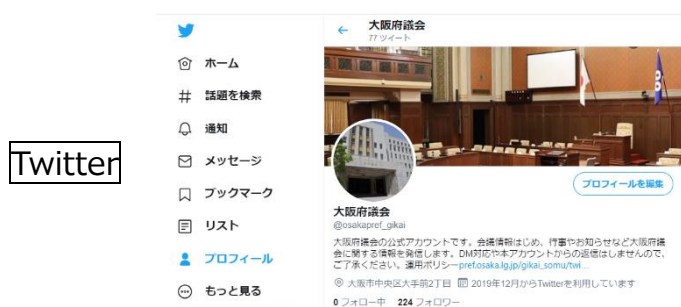 Twitter
ホーム
話題を検索
通知
メッセージ
ブックマーク
リスト
プロフィール
もっと見る
大阪府議会
77 ツイート
プロフィールを編集
大阪府議会
@osakapref_gikai
大阪府議会の公式アカウントです。会議情報はじめ、行事やお知らせなど大阪府議
会に関する情報を発信します。DM対応や本アカウントからの返信はしませんので、
ご了承ください。運用ポリシーpref.osaka.lg.jp/gikai_somu/twi...
大阪市中央区大手前2丁目 2019年12月からTwitterを利用しています
0 フォロー中 224 フォロワー